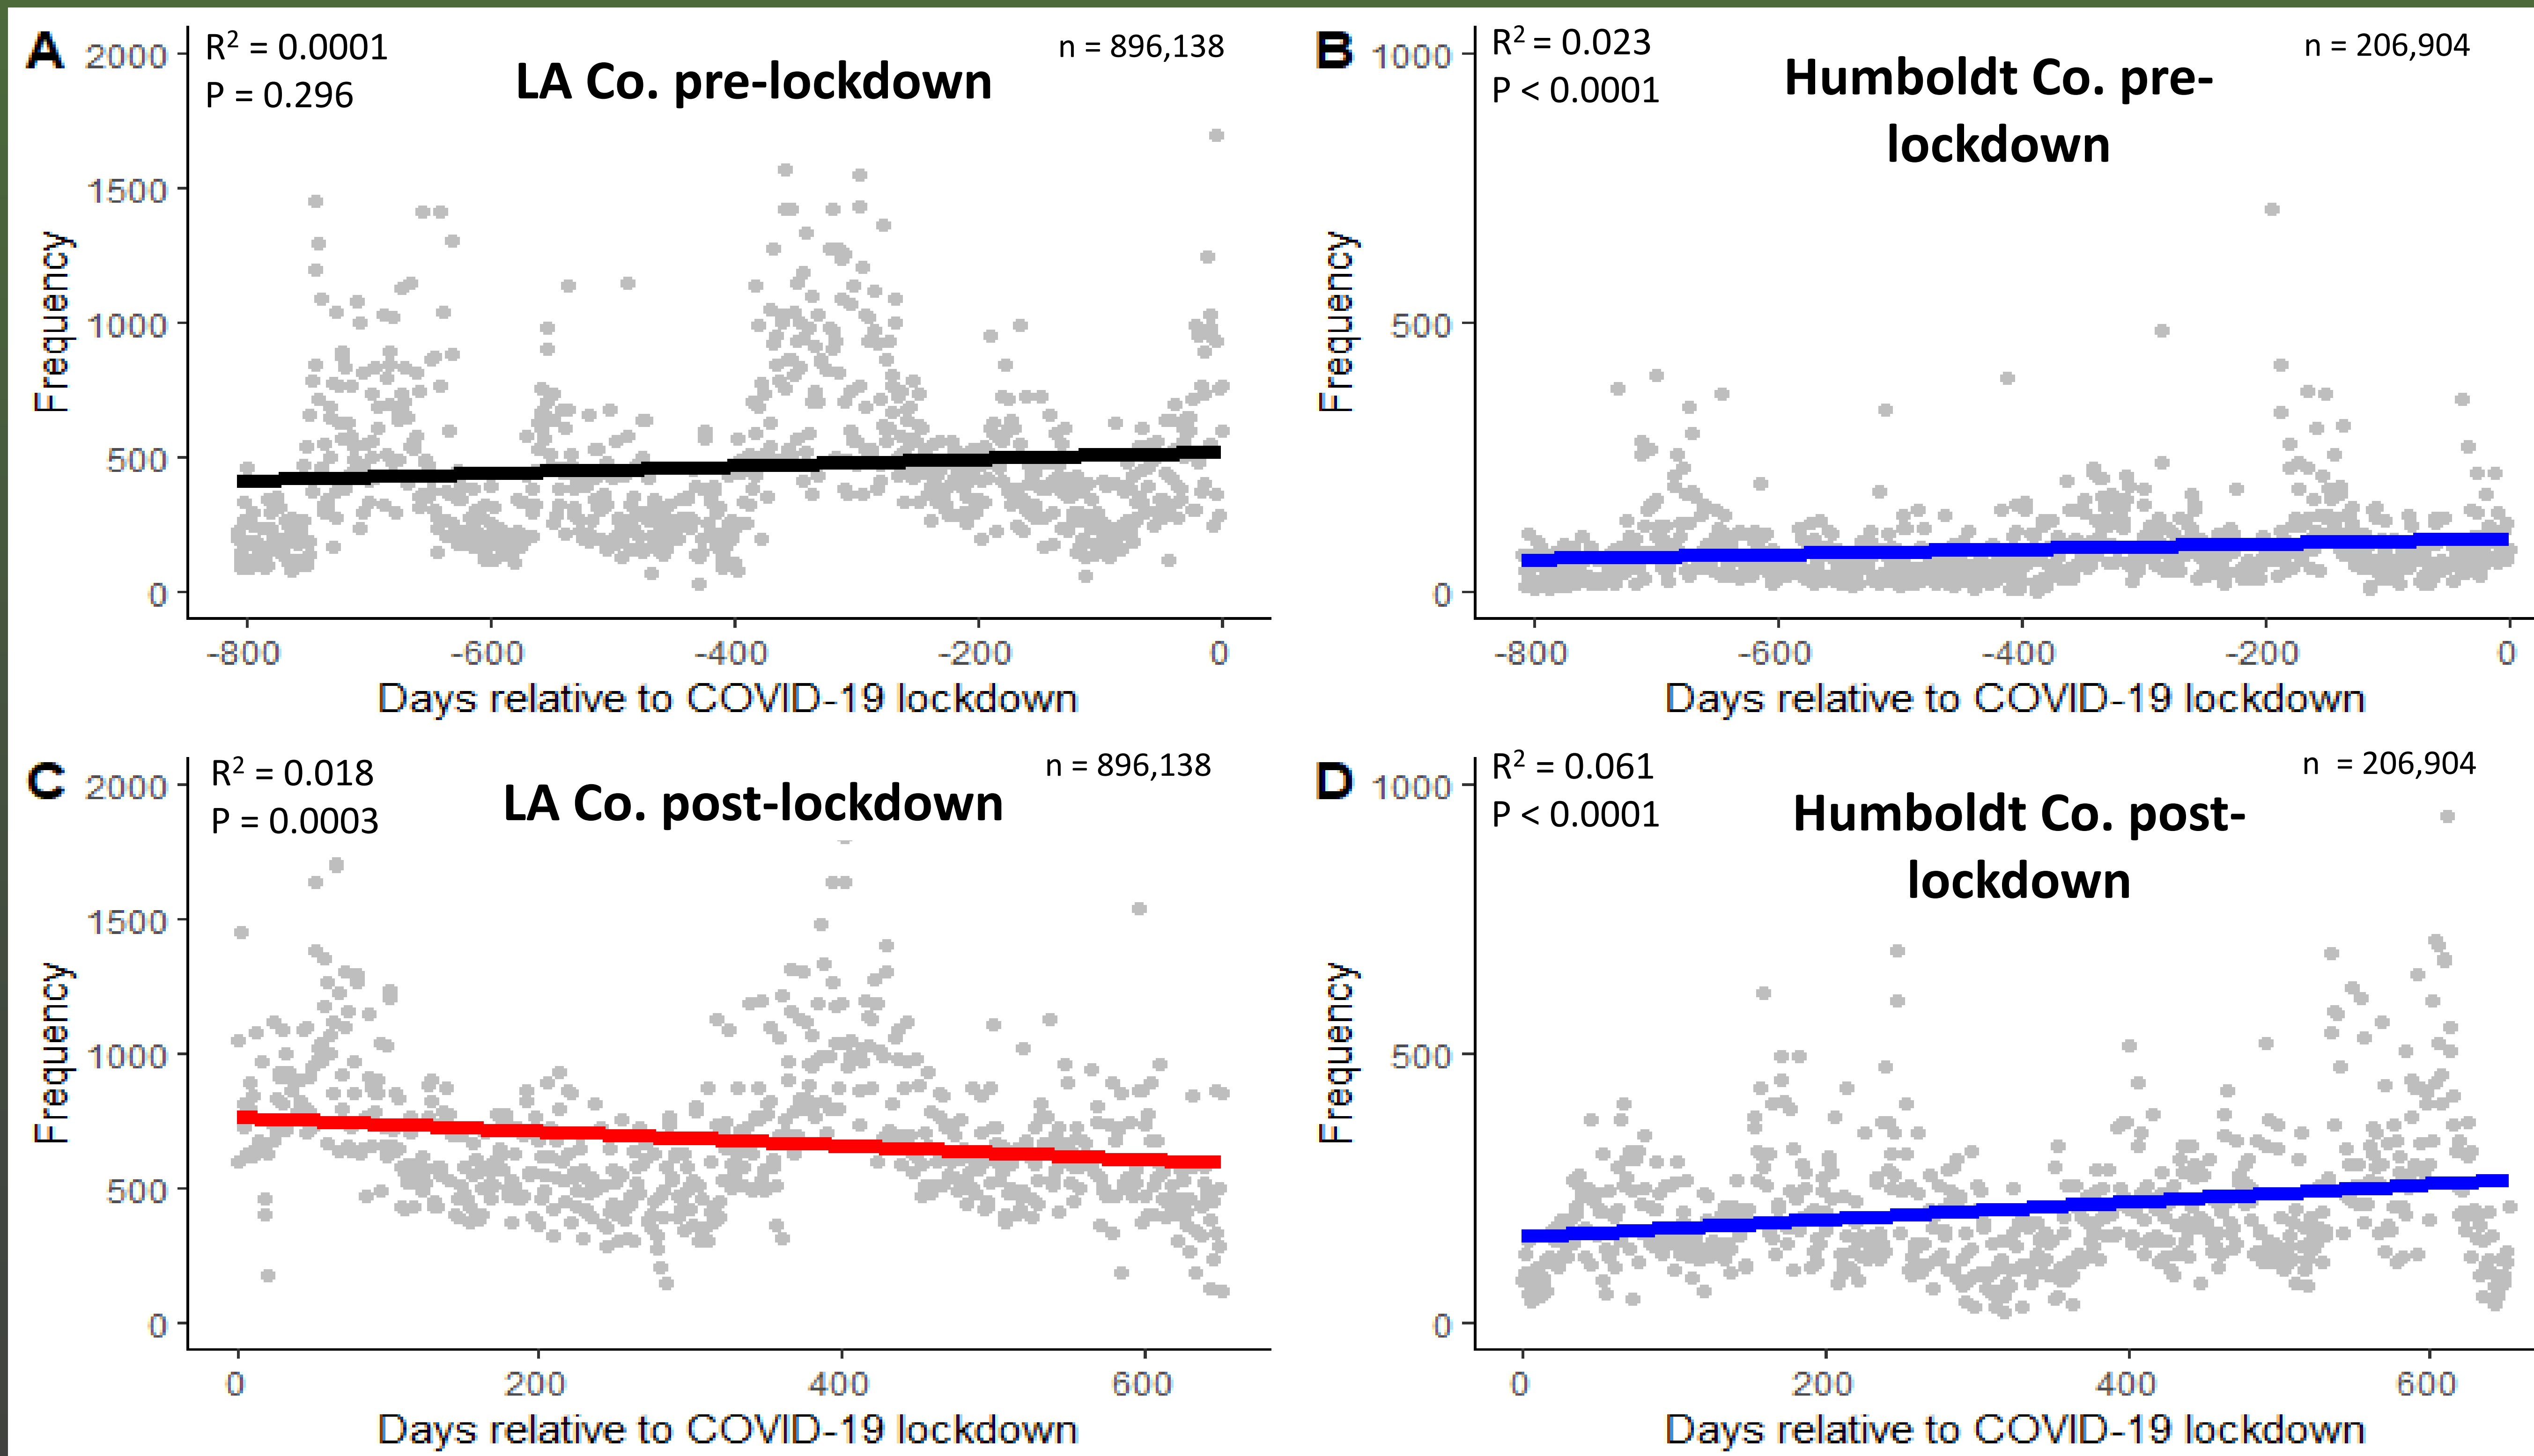 A
R² = 0.0001
P = 0.296
LA Co. pre-lockdown
n = 896,138
2000
1500
1000
500
0
Frequency
-800 -600 -400 -200 0
Days relative to COVID-19 lockdown
B
R² = 0.023
P < 0.0001
Humboldt Co. pre-
lockdown
n = 206,904
1000
500
0
Frequency
-800 -600 -400 -200 0
Days relative to COVID-19 lockdown
C
R² = 0.018
P = 0.0003
LA Co. post-lockdown
n = 896,138
2000
1500
1000
500
0
Frequency
0 200 400 600
Days relative to COVID-19 lockdown
D
R² = 0.061
P < 0.0001
Humboldt Co. post-
lockdown
n = 206,904
1000
500
0
Frequency
0 200 400 600
Days relative to COVID-19 lockdown